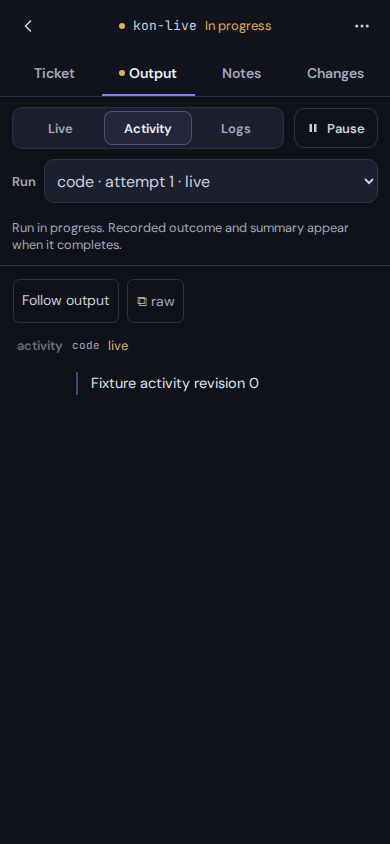 kon-live In progress
Ticket Output Notes Changes
Live Activity Logs Pause
Run code · attempt 1 · live
Run in progress. Recorded outcome and summary appear
when it completes.
Follow output raw
activity code live
Fixture activity revision 0